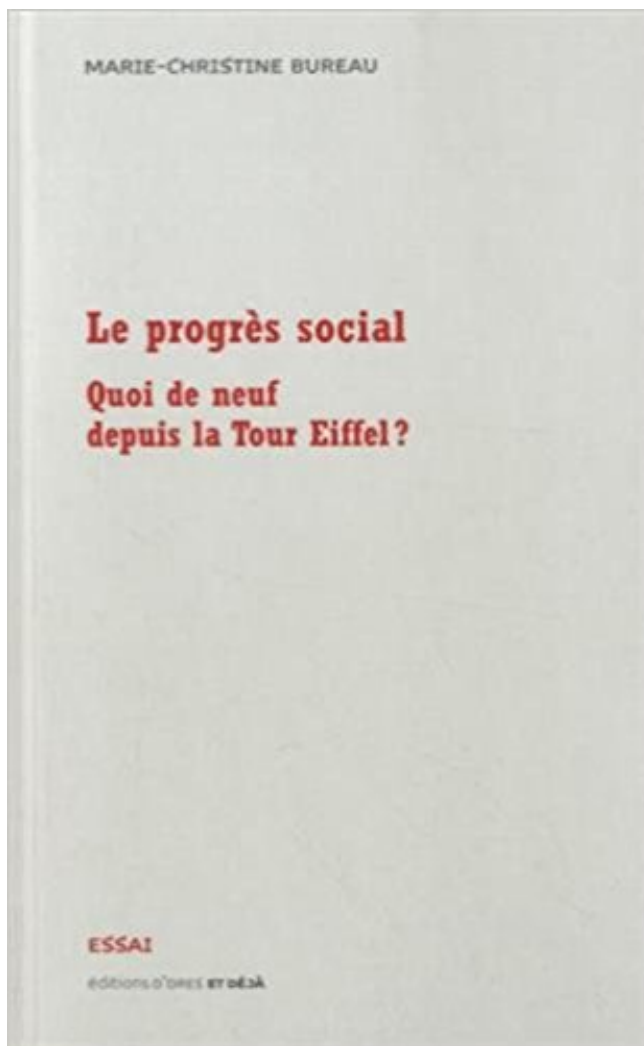 MARIE-CHRISTINE BUREAU
Le progrès social
Quoi de neuf
depuis la Tour Eiffel ?
ESSAI
éditions D'ORES ET DÉJÀ